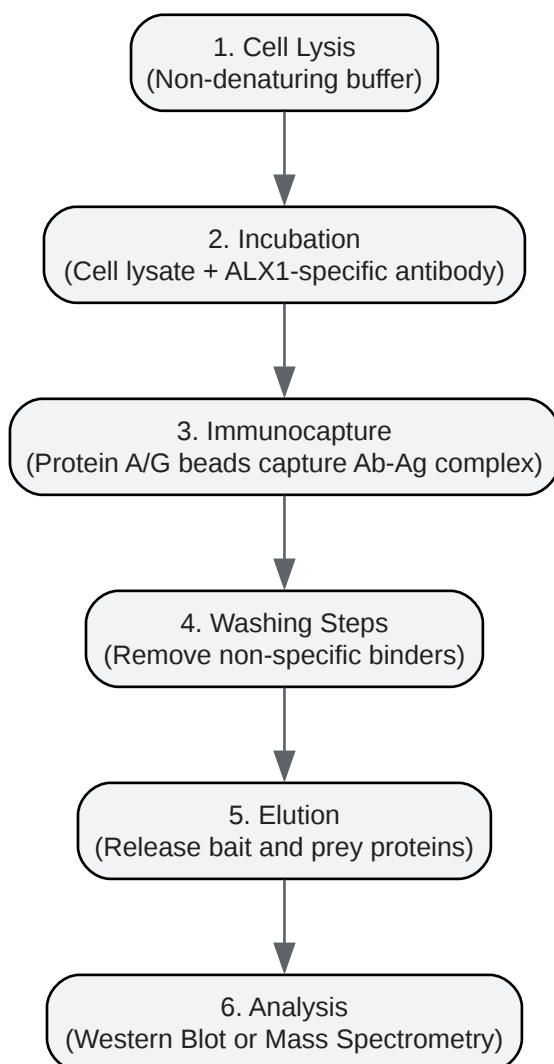 1. Cell Lysis
(Non-denaturing buffer)
2. Incubation
(Cell lysate + ALX1-specific antibody)
3. Immunocapture
(Protein A/G beads capture Ab-Ag complex)
4. Washing Steps
(Remove non-specific binders)
5. Elution
(Release bait and prey proteins)
6. Analysis
(Western Blot or Mass Spectrometry)